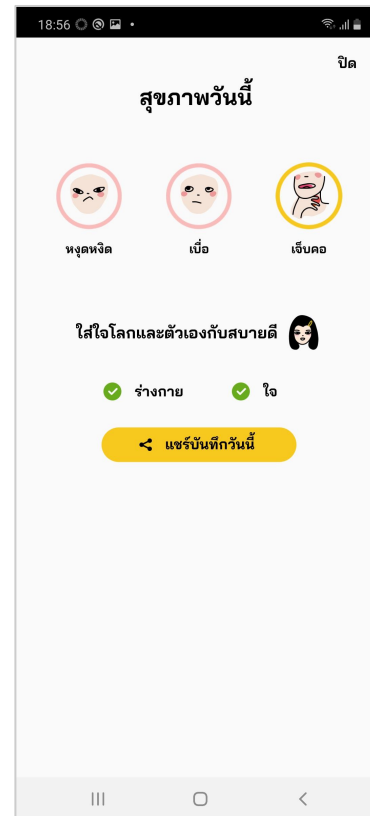 18:56
ปิด
สุขภาพวันนี้
หงุดหงิด เบื่อ เจ็บคอ
ใส่ใจโลกและตัวเองกับสบายดี
ร่างกาย ใจ
แชร์บันทึกวันนี้